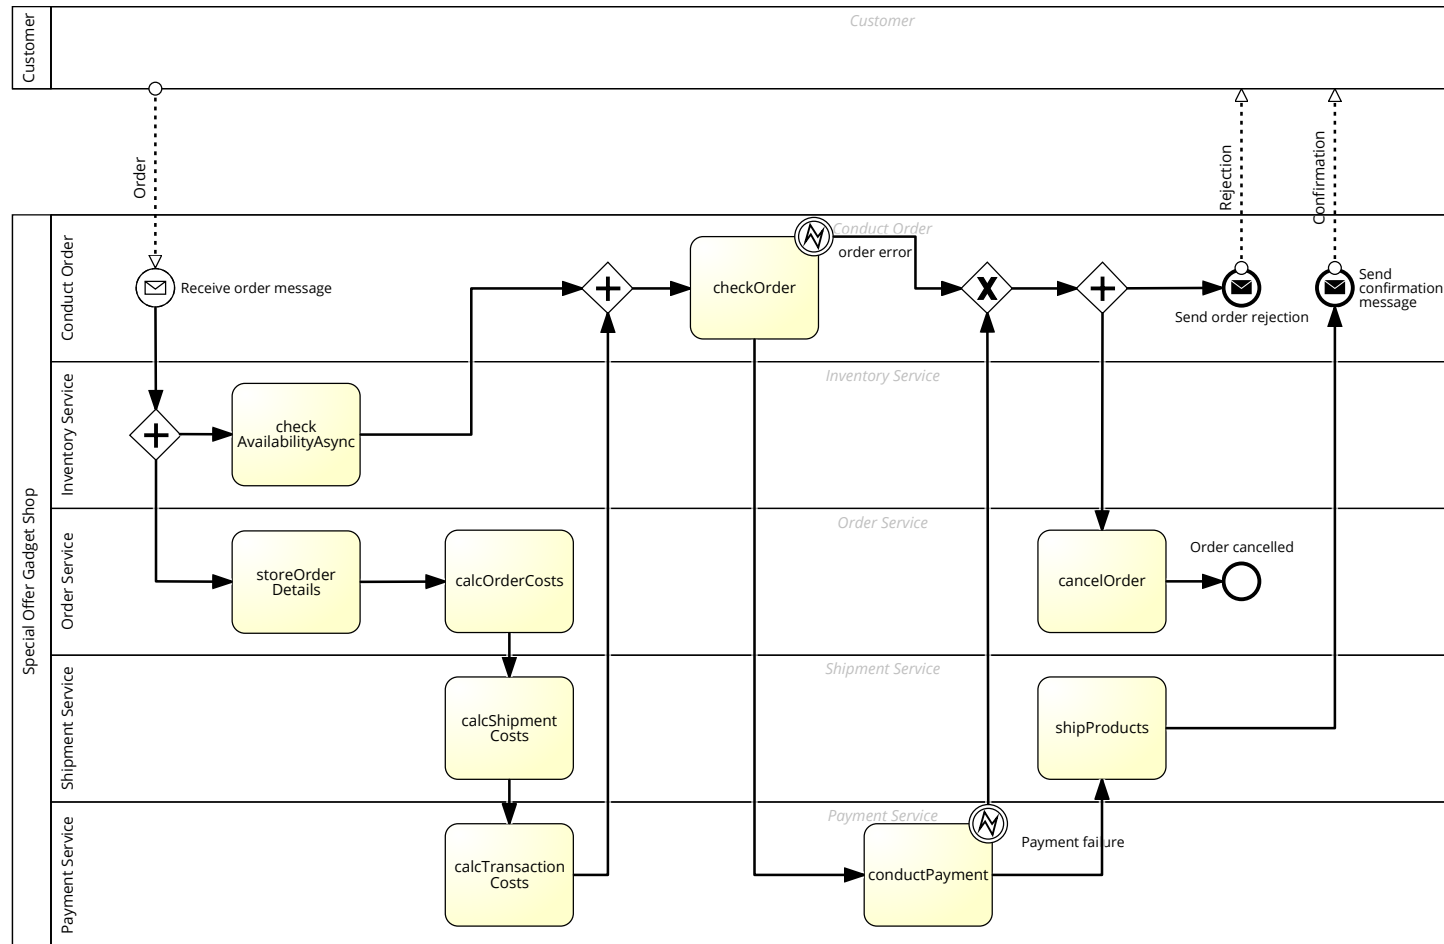 Customer
Customer
Order
Rejection
Confirmation
Special Offer Gadget Shop
Conduct Order
Conduct Order
Receive order message
checkOrder
order error
Send order rejection
Send
confirmation
message
Inventory Service
Inventory Service
check
AvailabilityAsync
Order Service
Order Service
storeOrder
Details
calcOrderCosts
cancelOrder
Order cancelled
Shipment Service
Shipment Service
calcShipment
Costs
shipProducts
Payment Service
Payment Service
calcTransaction
Costs
conductPayment
Payment failure